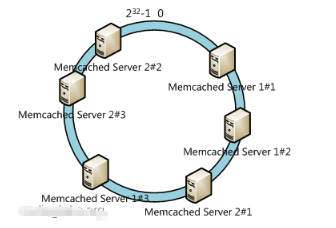 2³²-1 0
Memcached Server 2#2
Memcached Server 1#1
Memcached Server 2#3
Memcached Server 1#2
Memcached Server 1#3
Memcached Server 2#1